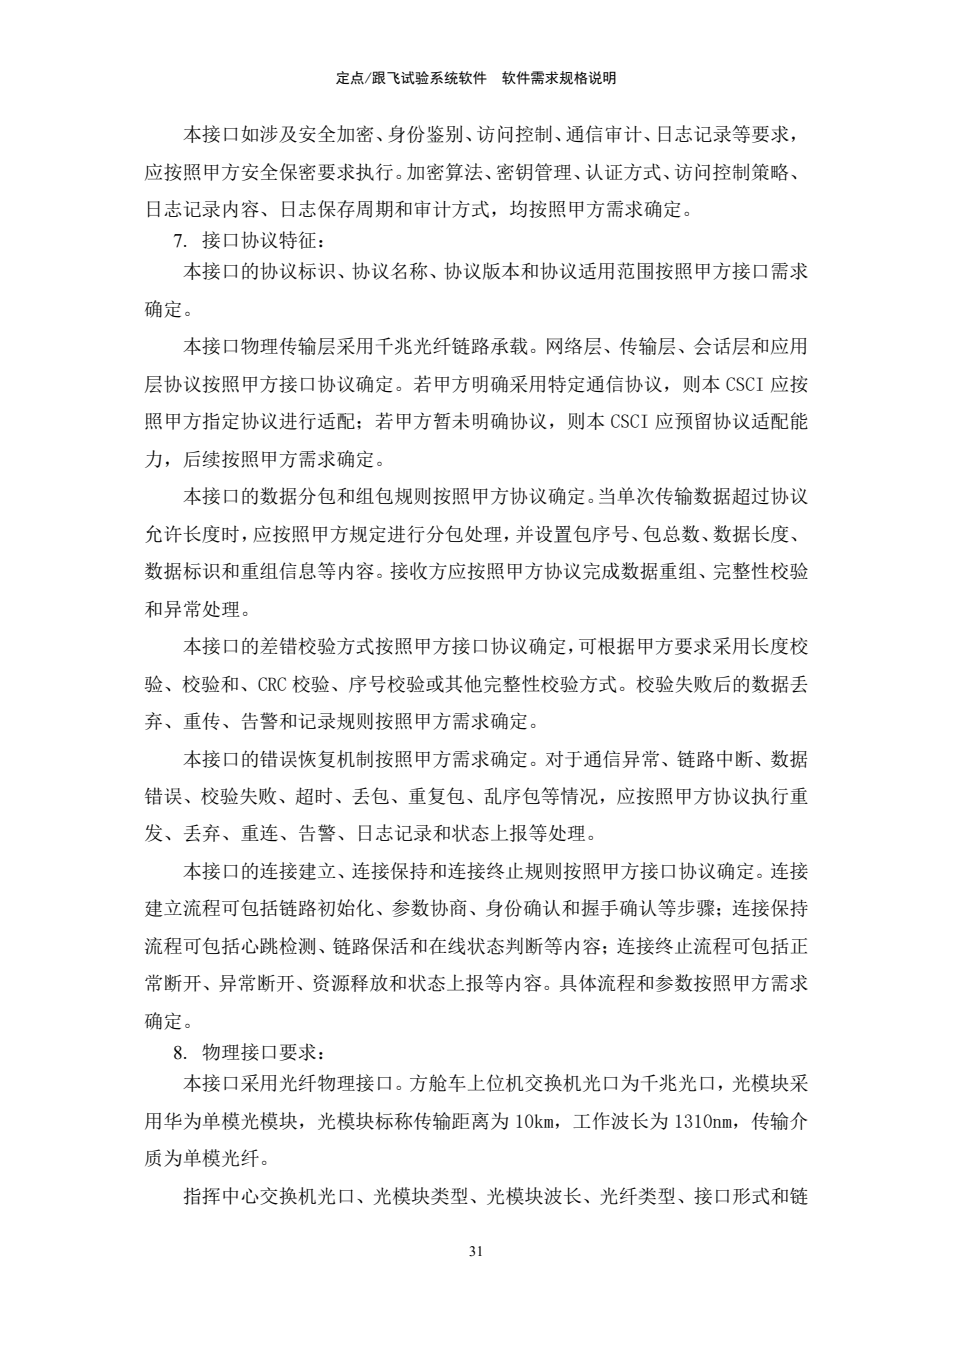 定点/跟飞试验系统软件　软件需求规格说明
本接口如涉及安全加密、身份鉴别、访问控制、通信审计、日志记录等要求，
应按照甲方安全保密要求执行。加密算法、密钥管理、认证方式、访问控制策略、
日志记录内容、日志保存周期和审计方式，均按照甲方需求确定。
7. 接口协议特征：
本接口的协议标识、协议名称、协议版本和协议适用范围按照甲方接口需求
确定。
本接口物理传输层采用千兆光纤链路承载。网络层、传输层、会话层和应用
层协议按照甲方接口协议确定。若甲方明确采用特定通信协议，则本 CSCI 应按
照甲方指定协议进行适配；若甲方暂未明确协议，则本 CSCI 应预留协议适配能
力，后续按照甲方需求确定。
本接口的数据分包和组包规则按照甲方协议确定。当单次传输数据超过协议
允许长度时，应按照甲方规定进行分包处理，并设置包序号、包总数、数据长度、
数据标识和重组信息等内容。接收方应按照甲方协议完成数据重组、完整性校验
和异常处理。
本接口的差错校验方式按照甲方接口协议确定，可根据甲方要求采用长度校
验、校验和、CRC 校验、序号校验或其他完整性校验方式。校验失败后的数据丢
弃、重传、告警和记录规则按照甲方需求确定。
本接口的错误恢复机制按照甲方需求确定。对于通信异常、链路中断、数据
错误、校验失败、超时、丢包、重复包、乱序包等情况，应按照甲方协议执行重
发、丢弃、重连、告警、日志记录和状态上报等处理。
本接口的连接建立、连接保持和连接终止规则按照甲方接口协议确定。连接
建立流程可包括链路初始化、参数协商、身份确认和握手确认等步骤；连接保持
流程可包括心跳检测、链路保活和在线状态判断等内容；连接终止流程可包括正
常断开、异常断开、资源释放和状态上报等内容。具体流程和参数按照甲方需求
确定。
8. 物理接口要求：
本接口采用光纤物理接口。方舱车上位机交换机光口为千兆光口，光模块采
用华为单模光模块，光模块标称传输距离为 10km，工作波长为 1310nm，传输介
质为单模光纤。
指挥中心交换机光口、光模块类型、光模块波长、光纤类型、接口形式和链
31